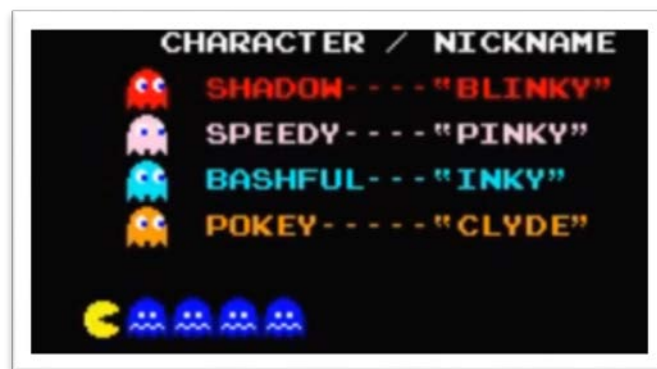 CHARACTER / NICKNAME
SHADOW----"BLINKY"
SPEEDY----"PINKY"
BASHFUL---"INKY"
POKEY-----"CLYDE"